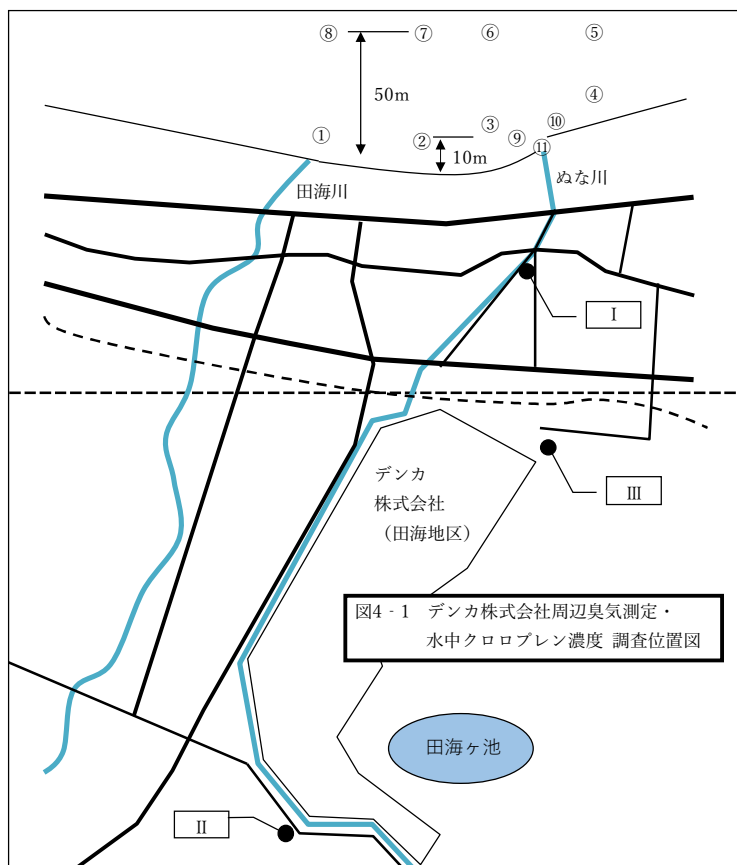 ⑧ ⑦ ⑥ ⑤
50m
④
① ② ③ ⑨ ⑩
⑪
10m
田海川
ぬな川
Ⅰ
デンカ
株式会社
（田海地区）
Ⅲ
図4‐1 デンカ株式会社周辺臭気測定・
水中クロロプレン濃度 調査位置図
田海ヶ池
Ⅱ